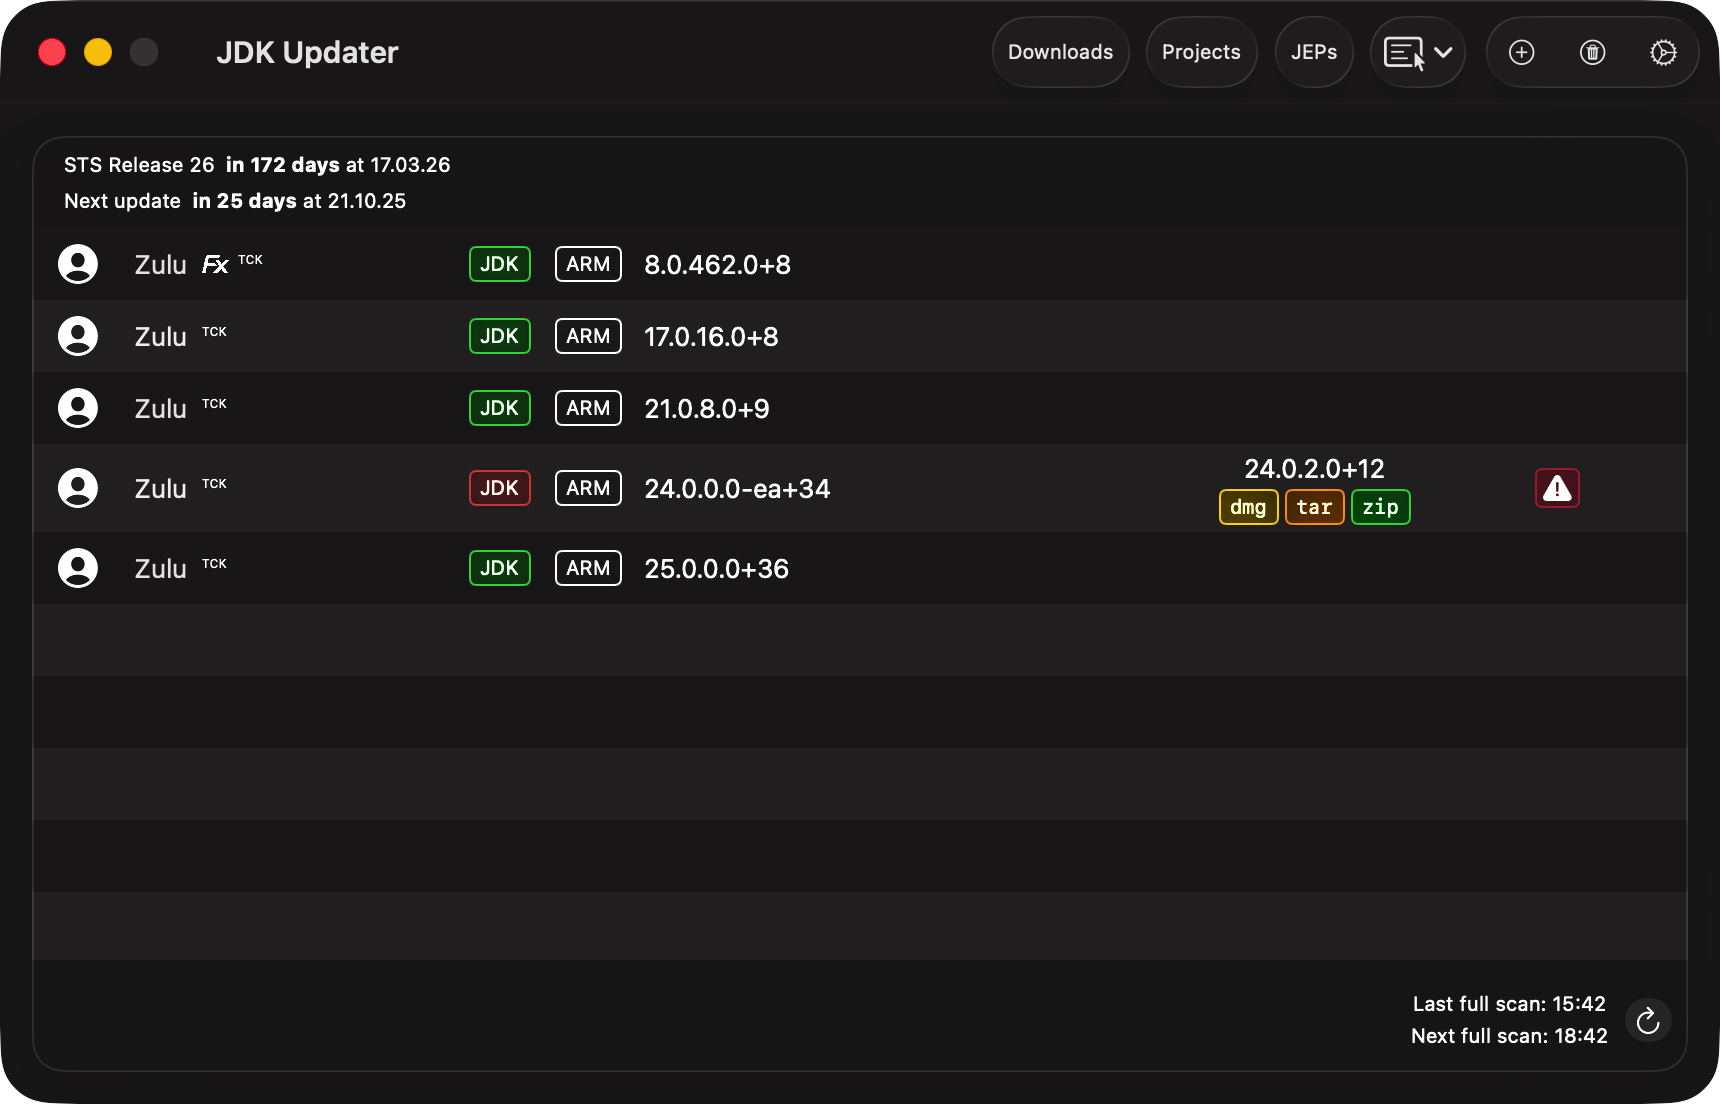 JDK Updater Downloads Projects JEPs
STS Release 26 in 172 days at 17.03.26
Next update in 25 days at 21.10.25
Zulu Fx TCK JDK ARM 8.0.462.0+8
Zulu TCK JDK ARM 17.0.16.0+8
Zulu TCK JDK ARM 21.0.8.0+9
Zulu TCK JDK ARM 24.0.0.0-ea+34 24.0.2.0+12
dmg tar zip
Zulu TCK JDK ARM 25.0.0.0+36
Last full scan: 15:42
Next full scan: 18:42